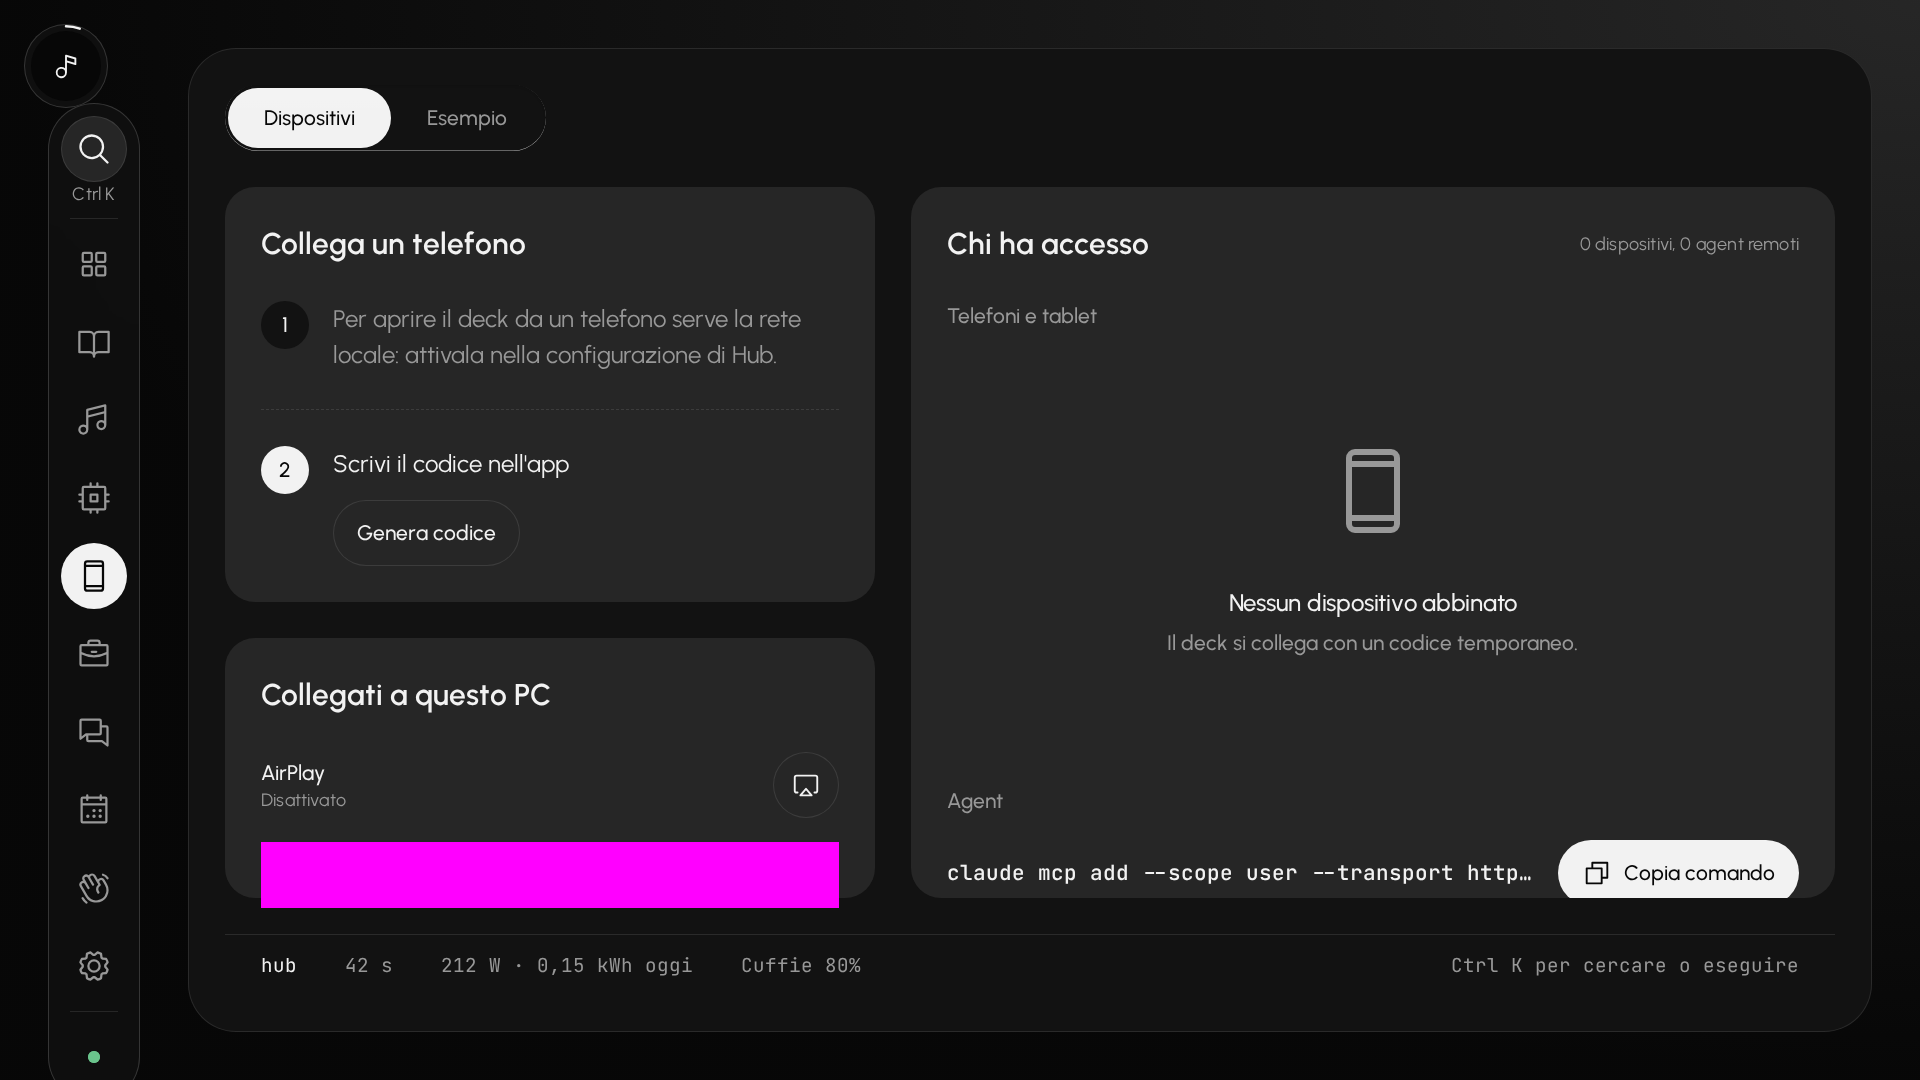 Ctrl K
Dispositivi
Esempio
Collega un telefono
1
Per aprire il deck da un telefono serve la rete
locale: attivala nella configurazione di Hub.
2
Scrivi il codice nell'app
Genera codice
Collegati a questo PC
AirPlay
Disattivato
Chi ha accesso
0 dispositivi, 0 agent remoti
Telefoni e tablet
Nessun dispositivo abbinato
Il deck si collega con un codice temporaneo.
Agent
claude mcp add --scope user --transport http…
Copia comando
hub
42 s
212 W · 0,15 kWh oggi
Cuffie 80%
Ctrl K per cercare o eseguire